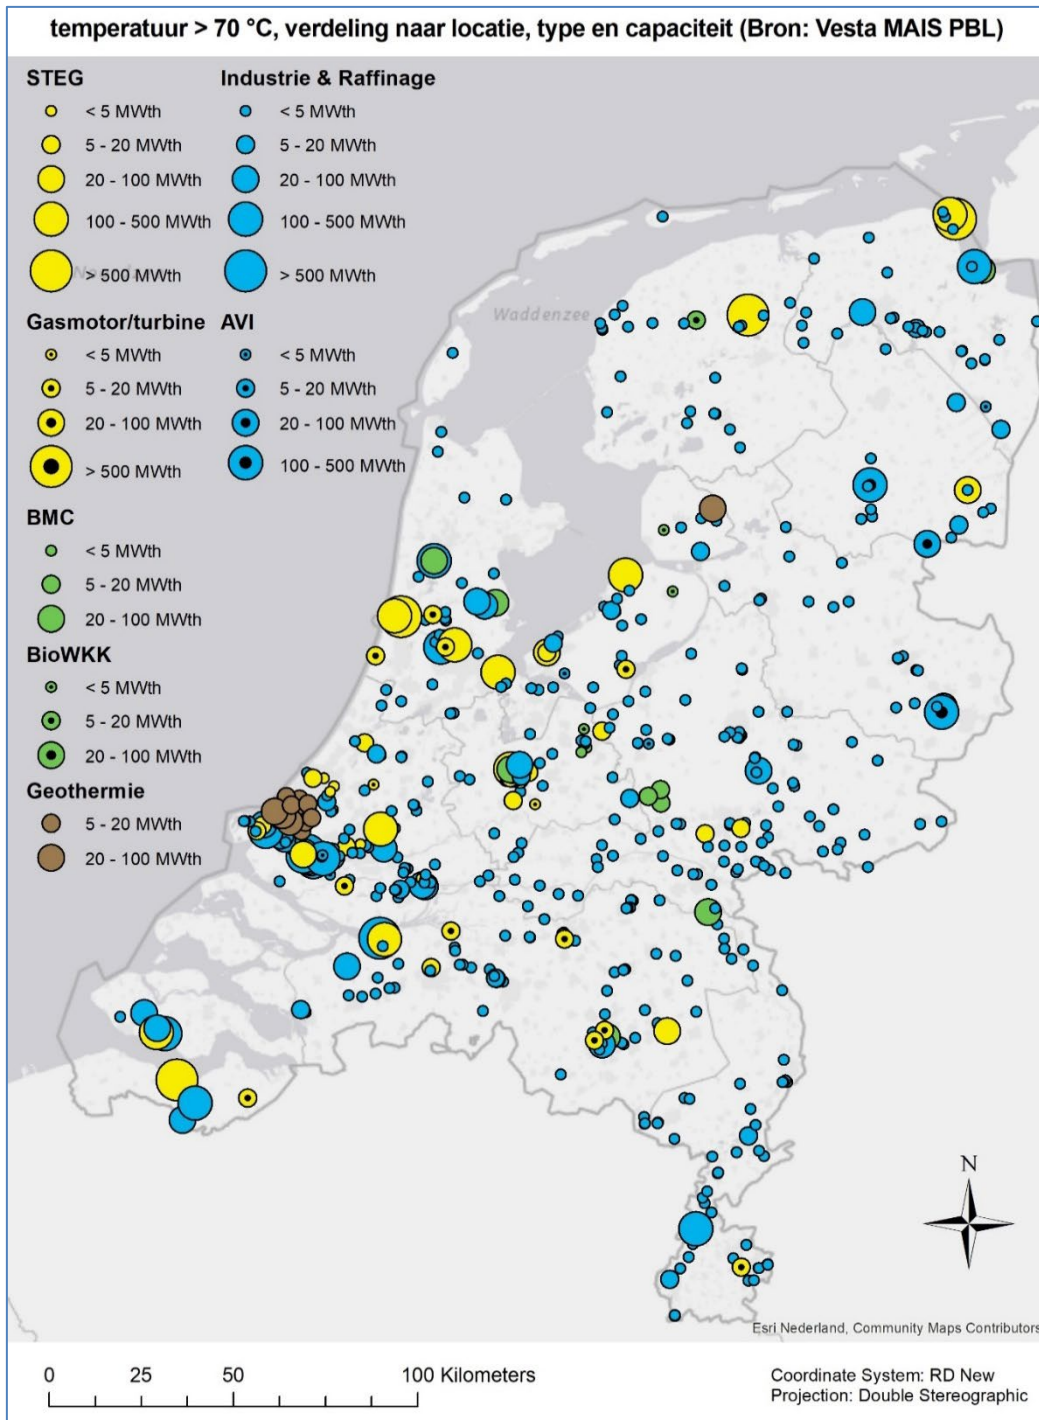 temperatuur > 70 °C, verdeling naar locatie, type en capaciteit (Bron: Vesta MAIS PBL)
STEG
< 5 MWth
5 - 20 MWth
20 - 100 MWth
100 - 500 MWth
> 500 MWth
Industrie & Raffinage
< 5 MWth
5 - 20 MWth
20 - 100 MWth
100 - 500 MWth
> 500 MWth
Gasmotor/turbine
< 5 MWth
5 - 20 MWth
20 - 100 MWth
> 500 MWth
AVI
< 5 MWth
5 - 20 MWth
20 - 100 MWth
100 - 500 MWth
BMC
< 5 MWth
5 - 20 MWth
20 - 100 MWth
BioWKK
< 5 MWth
5 - 20 MWth
20 - 100 MWth
Geothermie
5 - 20 MWth
20 - 100 MWth
Waddenzee
N
Esri Nederland, Community Maps Contributors
0 25 50 100 Kilometers
Coordinate System: RD New
Projection: Double Stereographic